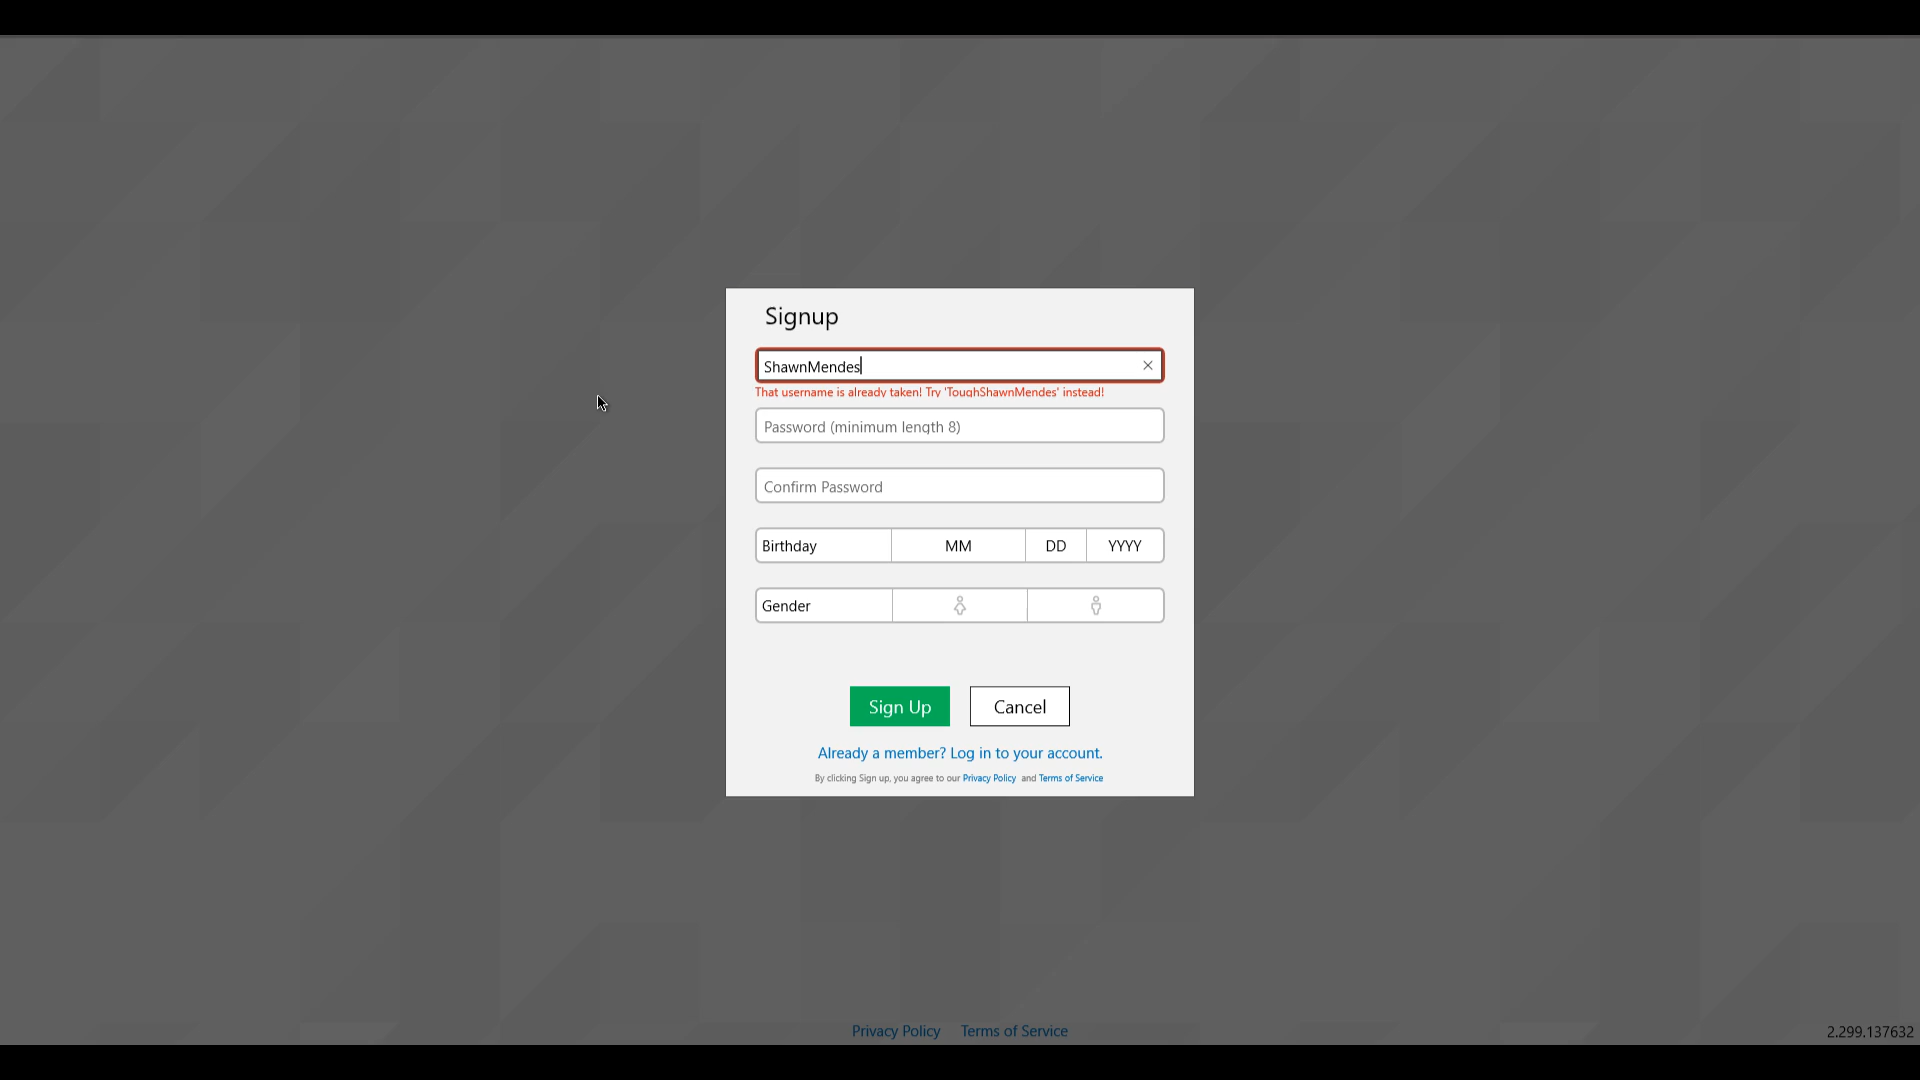 Signup
ShawnMendes
That username is already taken! Try 'ToughShawnMendes' instead!
Password (minimum length 8)
Confirm Password
Birthday MM DD YYYY
Gender
Sign Up Cancel
Already a member? Log in to your account.
By clicking Sign up, you agree to our Privacy Policy and Terms of Service
Privacy Policy Terms of Service
2.299.137632